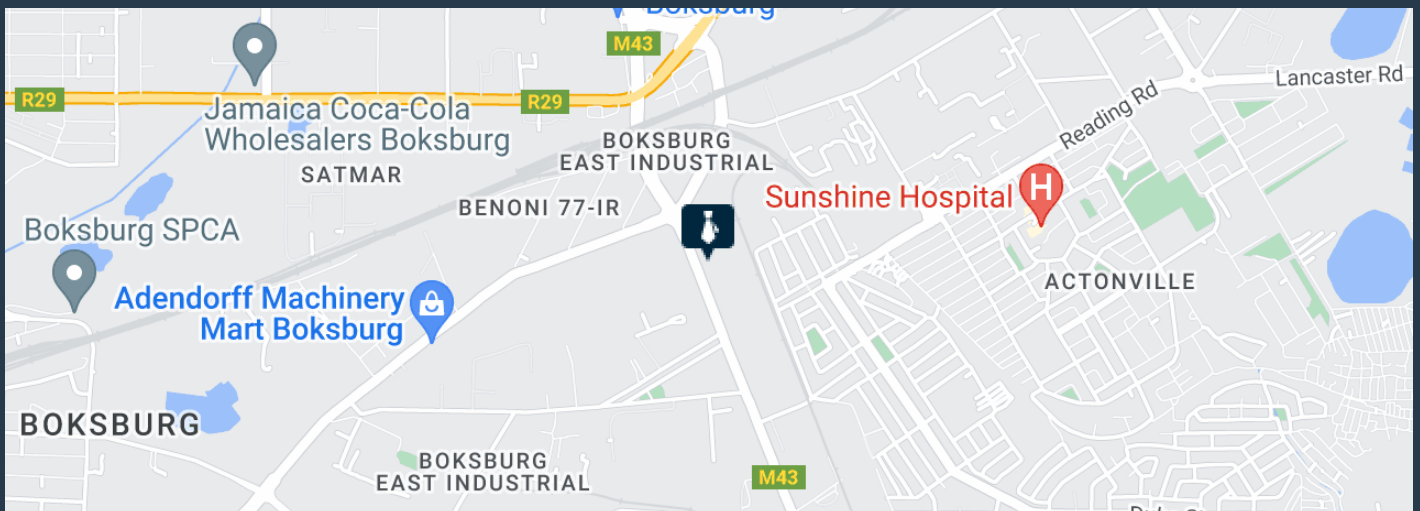 Boksburg
M43
R29
R29
Jamaica Coca-Cola
Wholesalers Boksburg
Lancaster Rd
Reading Rd
BOKSBURG
EAST INDUSTRIAL
SATMAR
BENONI 77-IR
Sunshine Hospital
H
Boksburg SPCA
ACTONVILLE
Adendorff Machinery
Mart Boksburg
BOKSBURG
BOKSBURG
EAST INDUSTRIAL
M43